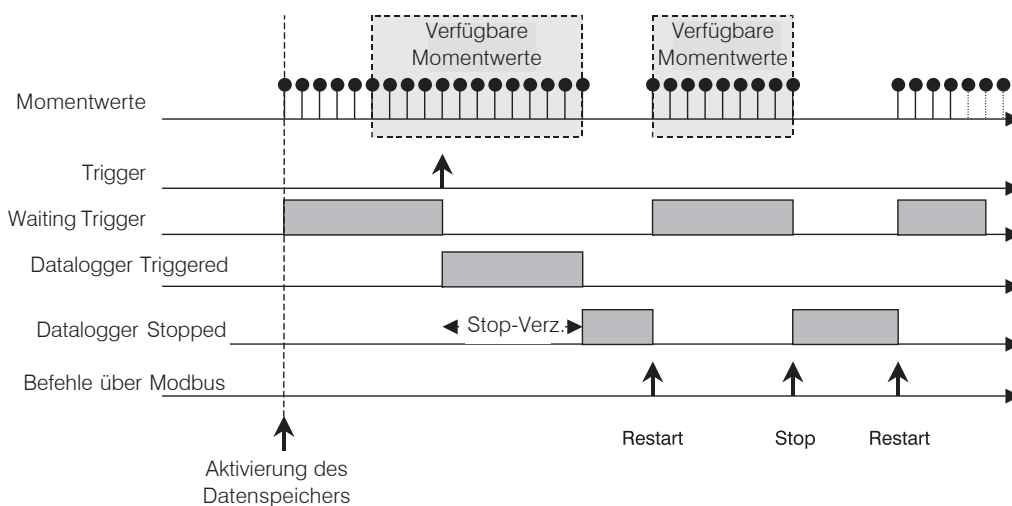 Verfügbare
Momentwerte
Verfügbare
Momentwerte
Momentwerte
Trigger
Waiting Trigger
Datalogger Triggered
Datalogger Stopped
Stop-Verz.
Befehle über Modbus
Restart
Stop
Restart
Aktivierung des
Datenspeichers